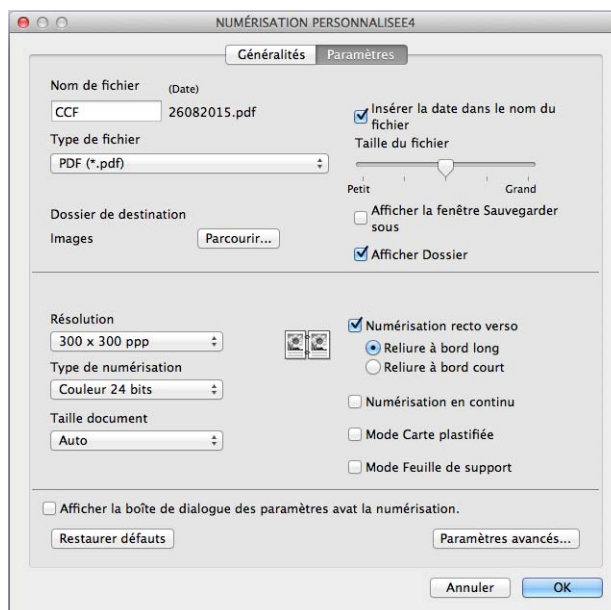 NUMÉRISATION PERSONNALISEE4
Généralités Paramètres
Nom de fichier (Date)
CCF 26082015.pdf
Insérer la date dans le nom du
fichier
Type de fichier
PDF (*.pdf)
Taille du fichier
Petit Grand
Dossier de destination
Images Parcourir...
Afficher la fenêtre Sauvegarder
sous
Afficher Dossier
Résolution
300 x 300 ppp
Type de numérisation
Couleur 24 bits
Taille document
Auto
Numérisation recto verso
Reliure à bord long
Reliure à bord court
Numérisation en continu
Mode Carte plastifiée
Mode Feuille de support
Afficher la boîte de dialogue des paramètres avat la numérisation.
Restaurer défauts Paramètres avancés...
Annuler OK